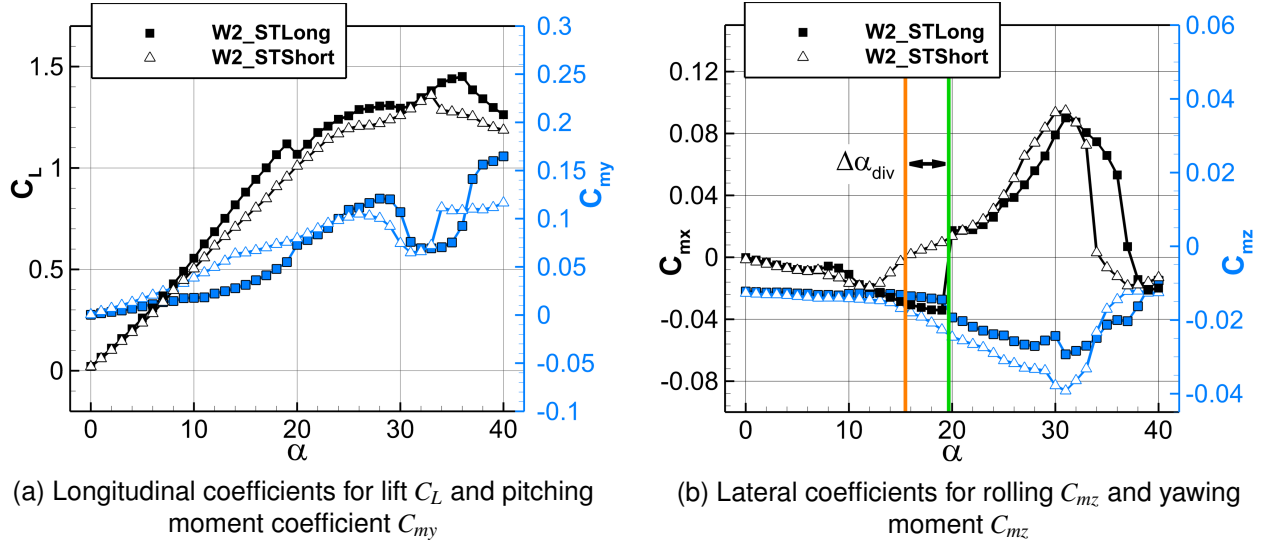 W2_STLong
W2_STShort
1.5
1
0.5
0
C_L
0.3
0.25
0.2
0.15
0.1
0.05
0
-0.05
-0.1
C_my
0 10 20 30 40
α
(a) Longitudinal coefficients for lift C_L and pitching
moment coefficient C_my
W2_STLong
W2_STShort
0.12
0.08
0.04
0
-0.04
-0.08
C_mx
Δα_div
0.06
0.04
0.02
0
-0.02
-0.04
C_mz
0 10 20 30 40
α
(b) Lateral coefficients for rolling C_mz and yawing
moment C_mz